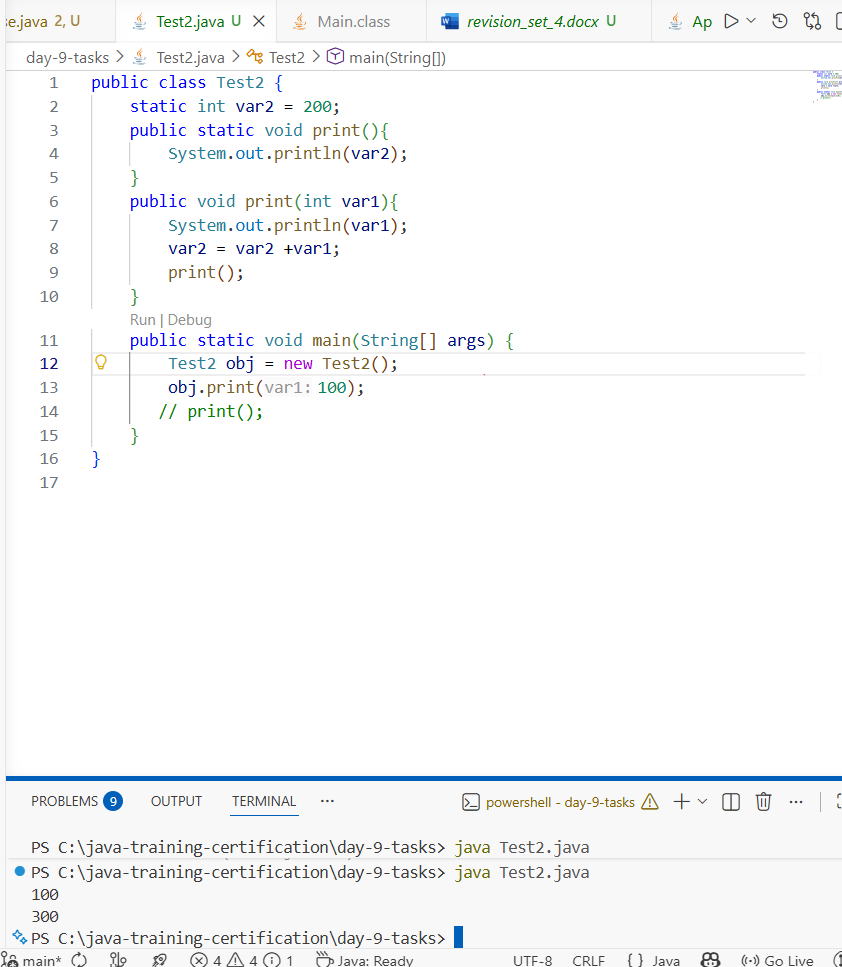 se.java 2, U Test2.java U Main.class revision_set_4.docx U Ap
day-9-tasks > Test2.java > Test2 > main(String[])
1 public class Test2 {
2 static int var2 = 200;
3 public static void print(){
4 System.out.println(var2);
5 }
6 public void print(int var1){
7 System.out.println(var1);
8 var2 = var2 +var1;
9 print();
10 }
Run | Debug
11 public static void main(String[] args) {
12 Test2 obj = new Test2();
13 obj.print(var1: 100);
14 // print();
15 }
16 }
17
PROBLEMS 9 OUTPUT TERMINAL ... powershell - day-9-tasks
PS C:\java-training-certification\day-9-tasks> java Test2.java
PS C:\java-training-certification\day-9-tasks> java Test2.java
100
300
PS C:\java-training-certification\day-9-tasks>
main* 4 4 1 Java: Ready UTF-8 CRLF { } Java Go Live